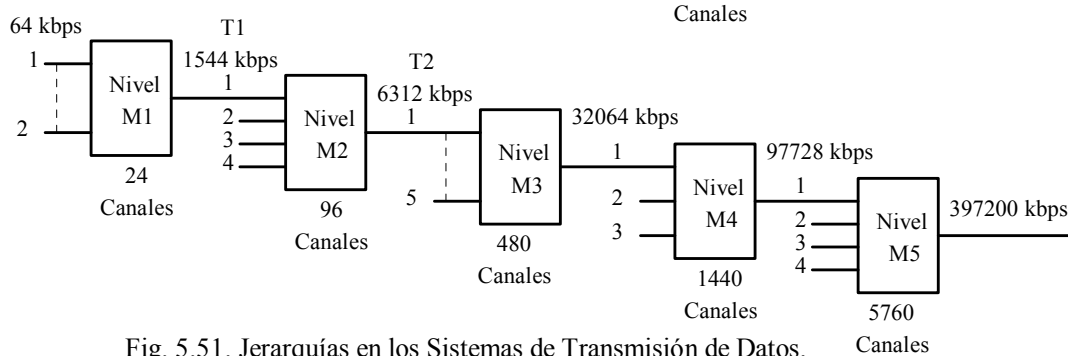 Canales
64 kbps
1
2
Nivel
M1
24
Canales
T1
1544 kbps
1
2
3
4
Nivel
M2
96
Canales
T2
6312 kbps
1
5
Nivel
M3
480
Canales
32064 kbps
1
2
3
Nivel
M4
1440
Canales
97728 kbps
1
2
3
4
Nivel
M5
5760
Canales
397200 kbps
Fig. 5.51. Jerarquías en los Sistemas de Transmisión de Datos.